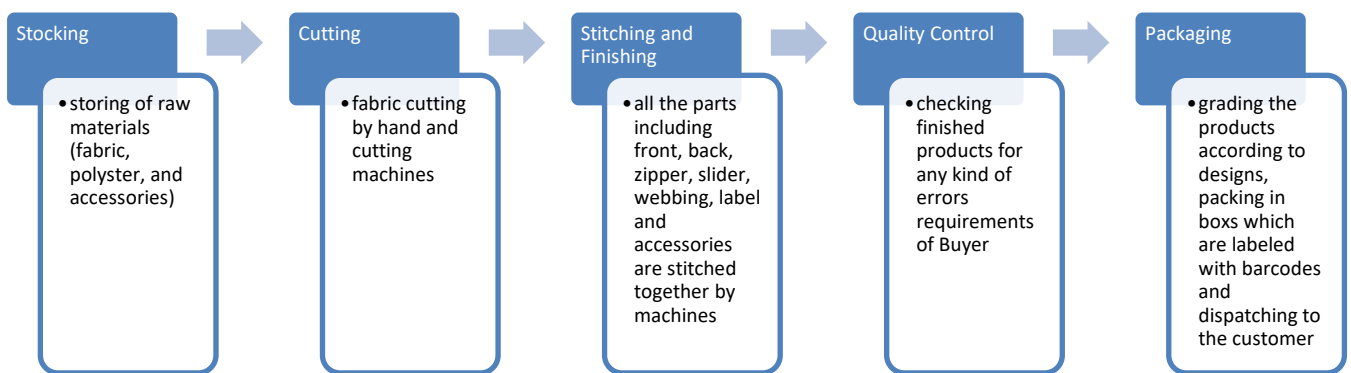 Stocking
•storing of raw
materials
(fabric,
polyster, and
accessories)
Cutting
•fabric cutting
by hand and
cutting
machines
Stitching and
Finishing
•all the parts
including
front, back,
zipper, slider,
webbing, label
and
accessories
are stitched
together by
machines
Quality Control
•checking
finished
products for
any kind of
errors
requirements
of Buyer
Packaging
•grading the
products
according to
designs,
packing in
boxs which
are labeled
with barcodes
and
dispatching to
the customer